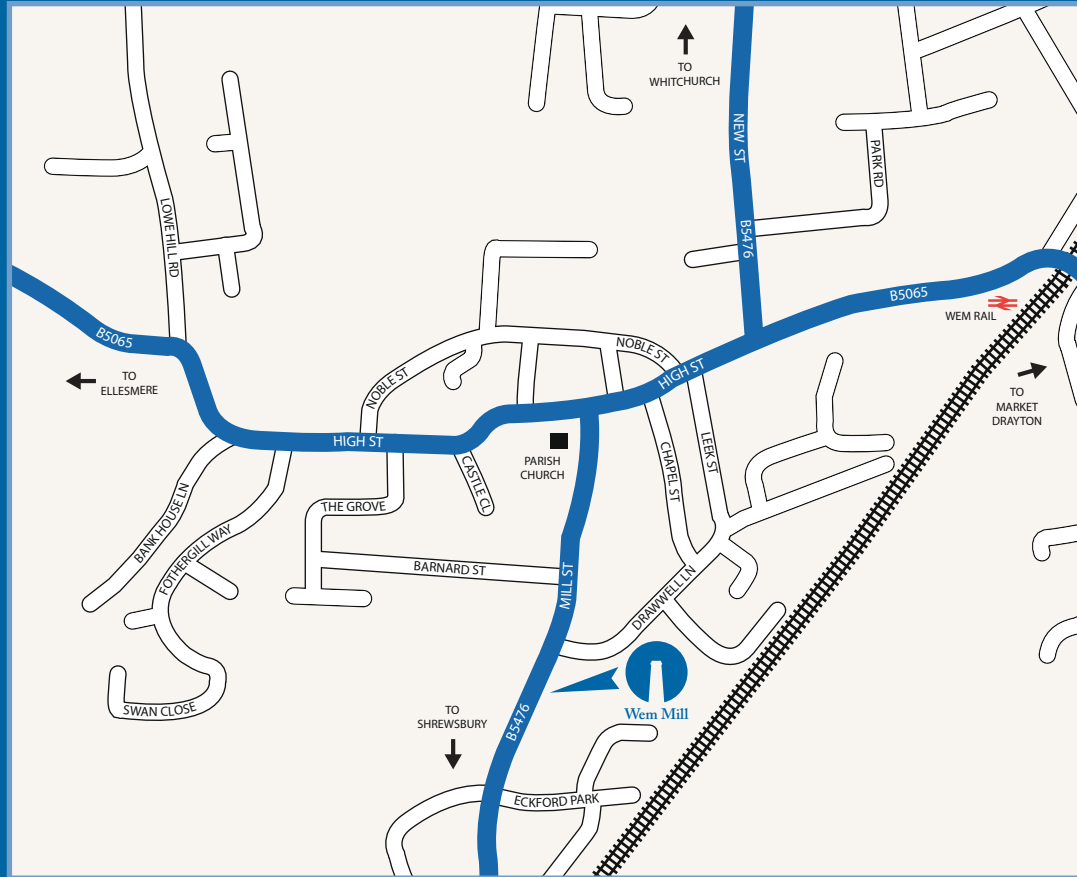 TO
WHITCHURCH
NEW ST
PARK RD
LOWE HILL RD
B5476
B5065
WEM RAIL
B5065
TO
ELLESMERE
NOBLE ST
NOBLE ST
HIGH ST
TO
MARKET
DRAYTON
HIGH ST
PARISH
CHURCH
CASTLE CL
CHAPEL ST
LEEK ST
THE GROVE
BANK HOUSE LN
FOTHERGILL WAY
BARNARD ST
MILL ST
DRAWWELL LN
SWAN CLOSE
TO
SHREWSBURY
B5476
Wem Mill
ECKFORD PARK